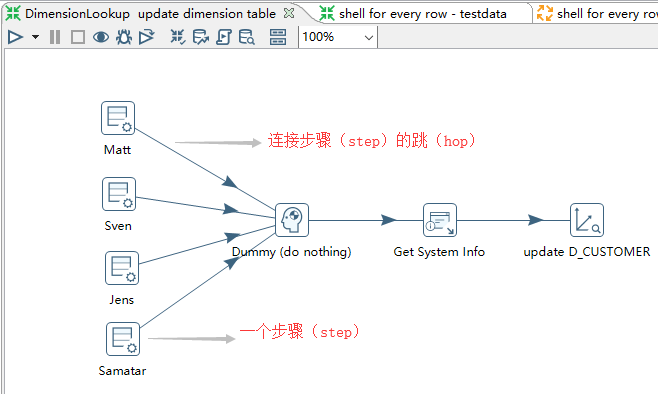 DimensionLookup update dimension table
shell for every row - testdata
shell for every row
100%
Matt
连接步骤（step）的跳（hop）
Sven
Dummy (do nothing)
Get System Info
update D_CUSTOMER
Jens
一个步骤（step）
Samatar